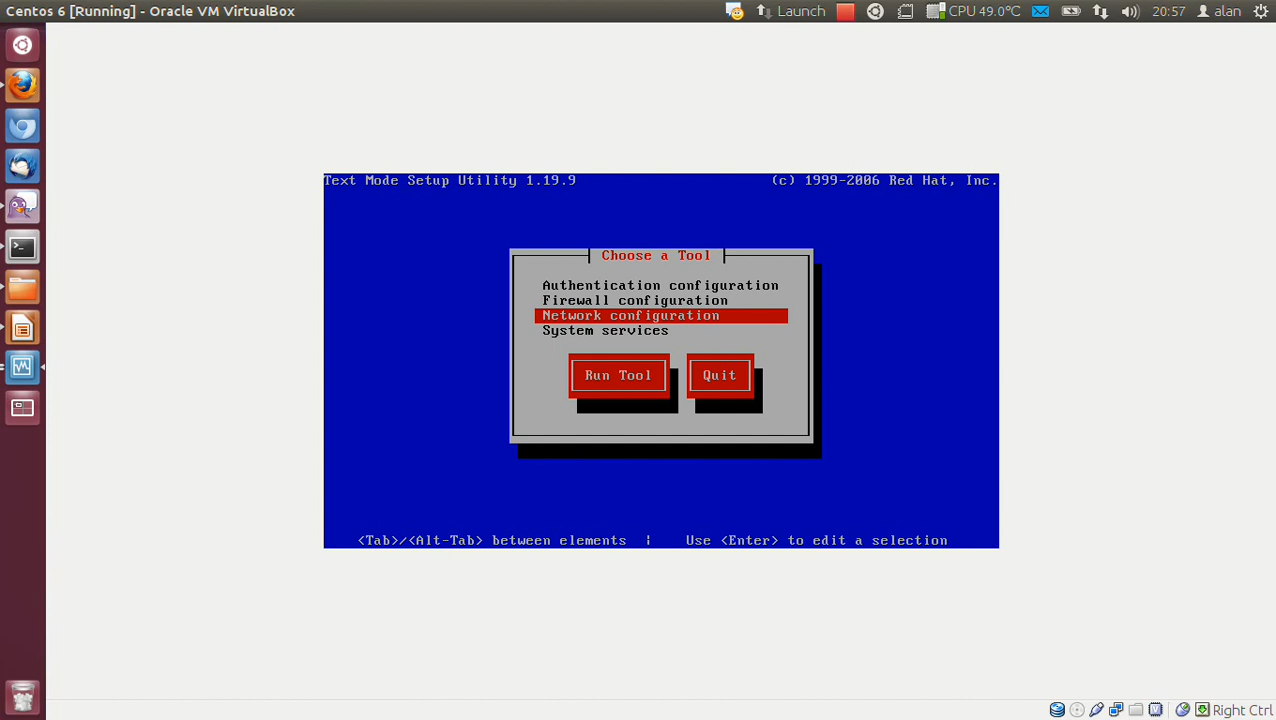 Centos 6 [Running] - Oracle VM VirtualBox
Launch
CPU 49.0°C
20:57
alan
Text Mode Setup Utility 1.19.9
(c) 1999-2006 Red Hat, Inc.
Choose a Tool
Authentication configuration
Firewall configuration
Network configuration
System services
Run Tool
Quit
<Tab>/<Alt-Tab> between elements | Use <Enter> to edit a selection
Right Ctrl